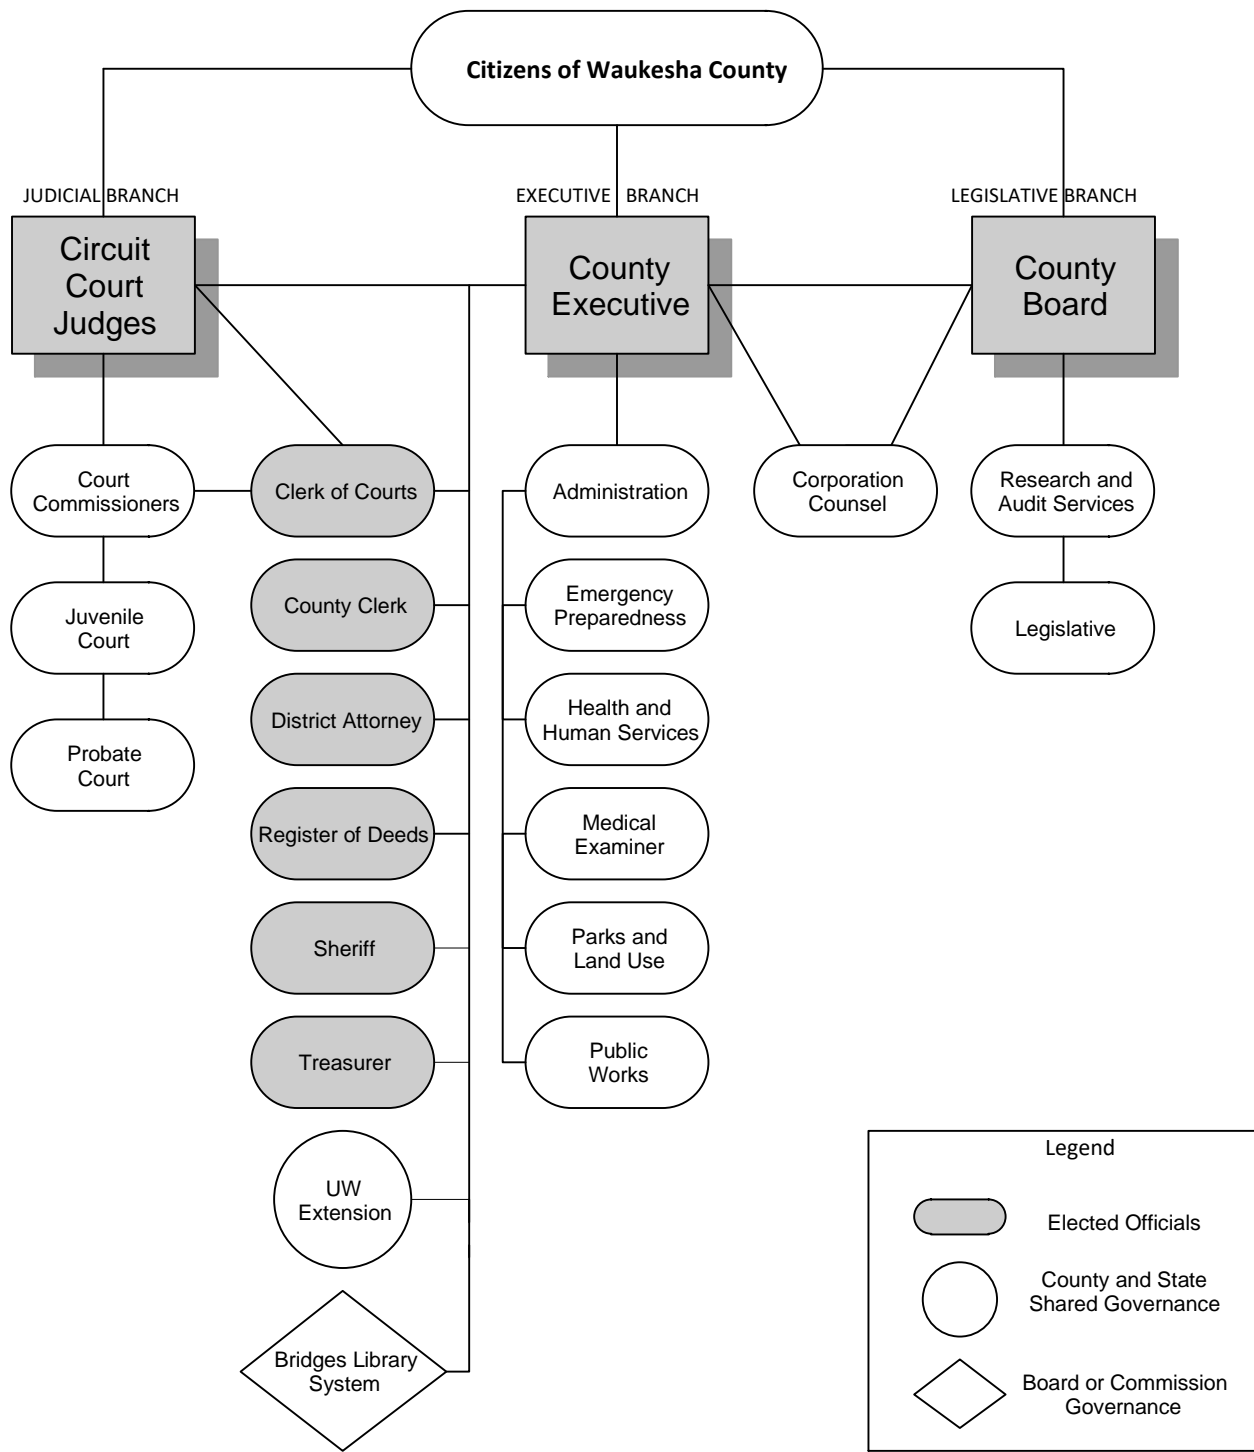 Citizens of Waukesha County
JUDICIAL BRANCH
EXECUTIVE BRANCH
LEGISLATIVE BRANCH
Circuit
Court
Judges
County
Executive
County
Board
Court
Commissioners
Clerk of Courts
Administration
Corporation
Counsel
Research and
Audit Services
County Clerk
Emergency
Preparedness
Juvenile
Court
Legislative
District Attorney
Health and
Human Services
Probate
Court
Register of Deeds
Medical
Examiner
Sheriff
Parks and
Land Use
Treasurer
Public
Works
UW
Extension
Bridges Library
System
Legend
Elected Officials
County and State
Shared Governance
Board or Commission
Governance